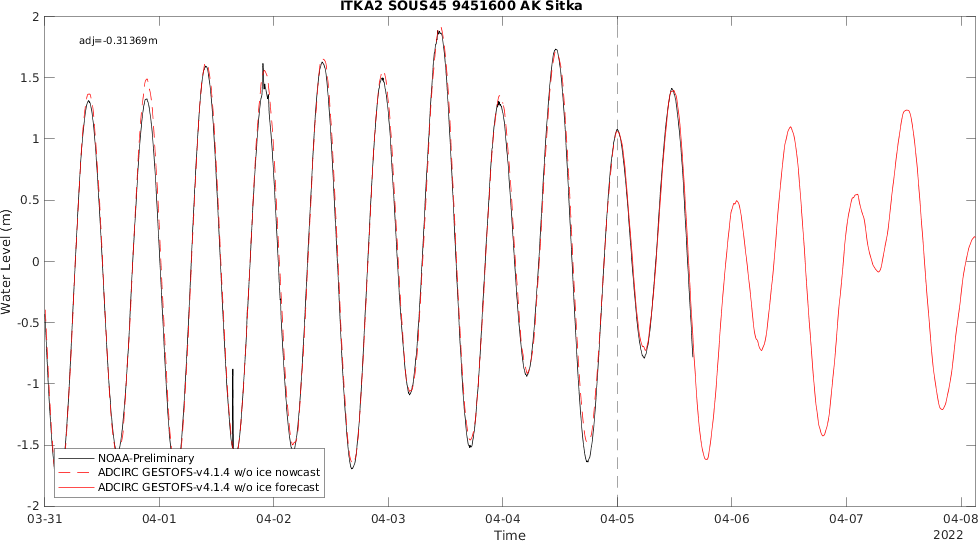 ITKA2 SOUS45 9451600 AK Sitka
adj=-0.31369m
Water Level (m)
2
1.5
1
0.5
0
-0.5
-1
-1.5
-2
NOAA-Preliminary
ADCIRC GESTOFS-v4.1.4 w/o ice nowcast
ADCIRC GESTOFS-v4.1.4 w/o ice forecast
03-31 04-01 04-02 04-03 04-04 04-05 04-06 04-07 04-08
2022
Time